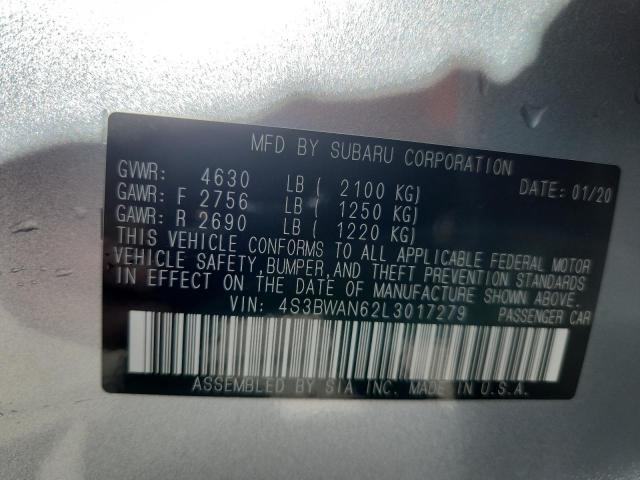 MFD BY SUBARU CORPORATION
GVWR: 4630 LB ( 2100 KG) DATE: 01/20
GAWR: F 2756 LB ( 1250 KG)
GAWR: R 2690 LB ( 1220 KG)
THIS VEHICLE CONFORMS TO ALL APPLICABLE FEDERAL MOTOR
VEHICLE SAFETY, BUMPER, AND THEFT PREVENTION STANDARDS
IN EFFECT ON THE DATE OF MANUFACTURE SHOWN ABOVE.
VIN: 4S3BWAN62L3017279 PASSENGER CAR
ASSEMBLED BY SIA INC. MADE IN U.S.A.